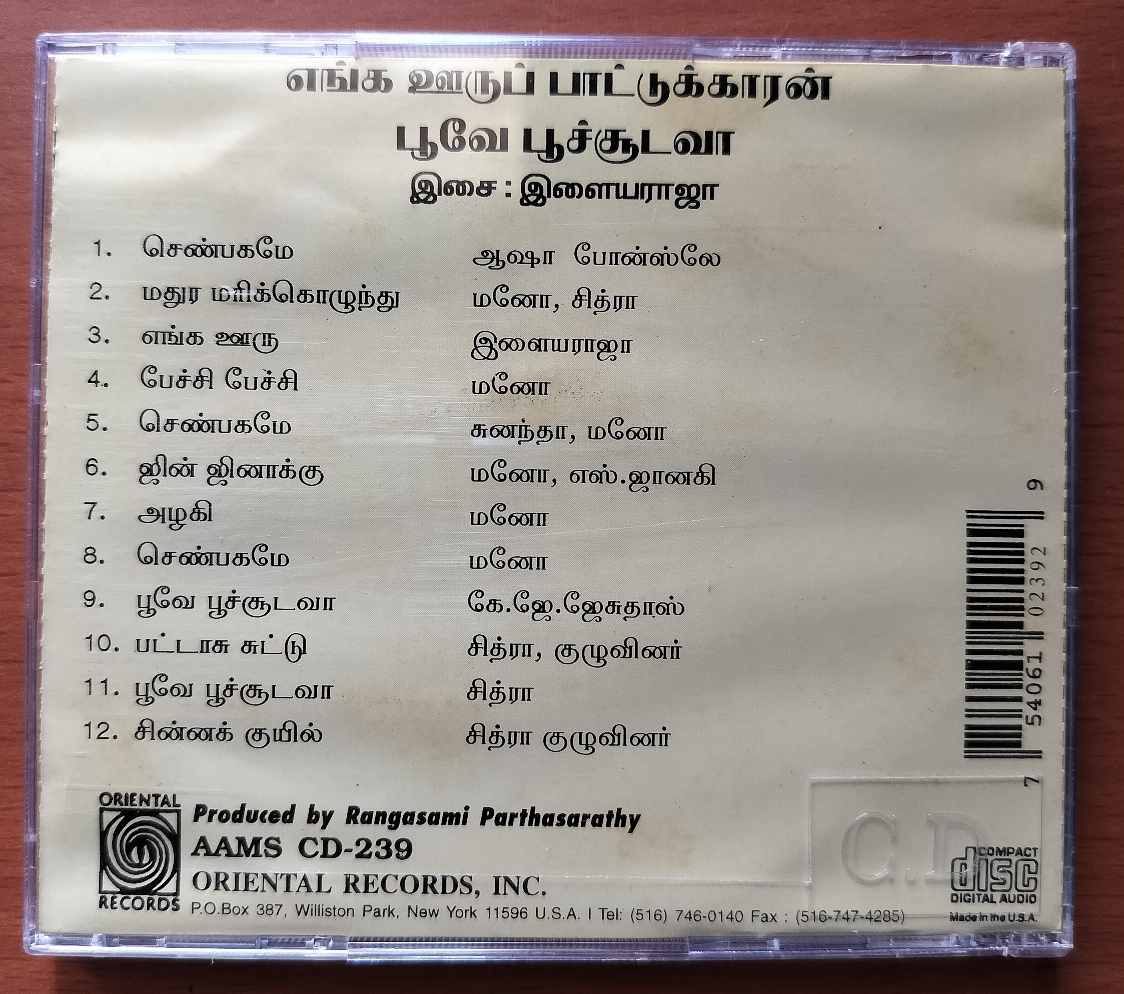 எங்க ஊருப் பாட்டுக்காரன்
பூவே பூச்சூடவா
இசை : இளையராஜா
1. செண்பகமே ஆஷா போன்ஸ்லே
2. மதுர மரிக்கொழுந்து மனோ, சித்ரா
3. எங்க ஊரு இளையராஜா
4. பேச்சி பேச்சி மனோ
5. செண்பகமே சுனந்தா, மனோ
6. ஜின் ஜினாக்கு மனோ, எஸ்.ஜானகி
7. அழகி மனோ
8. செண்பகமே மனோ
9. பூவே பூச்சூடவா கே.ஜே.ஜேசுதாஸ்
10. பட்டாசு சுட்டு சித்ரா, குழுவினர்
11. பூவே பூச்சூடவா சித்ரா
12. சின்னக் குயில் சித்ரா குழுவினர்
7 54061 02392 9
ORIENTAL
RECORDS
Produced by Rangasami Parthasarathy
AAMS CD-239
ORIENTAL RECORDS, INC.
P.O.Box 387, Williston Park, New York 11596 U.S.A. I Tel: (516) 746-0140 Fax : (516-747-4285)
C.D
COMPACT
disc
DIGITAL AUDIO
Made in the U.S.A.